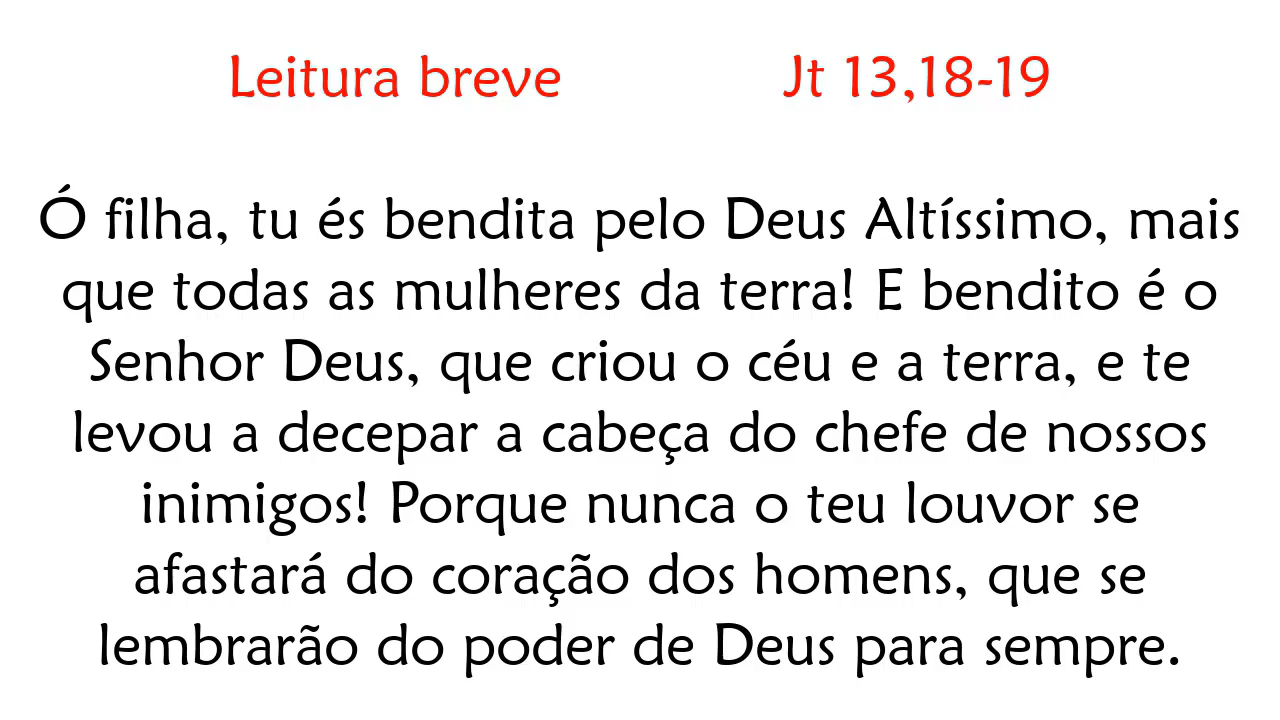 Leitura breve Jt 13,18-19
Ó filha, tu és bendita pelo Deus Altíssimo, mais
que todas as mulheres da terra! E bendito é o
Senhor Deus, que criou o céu e a terra, e te
levou a decepar a cabeça do chefe de nossos
inimigos! Porque nunca o teu louvor se
afastará do coração dos homens, que se
lembrarão do poder de Deus para sempre.